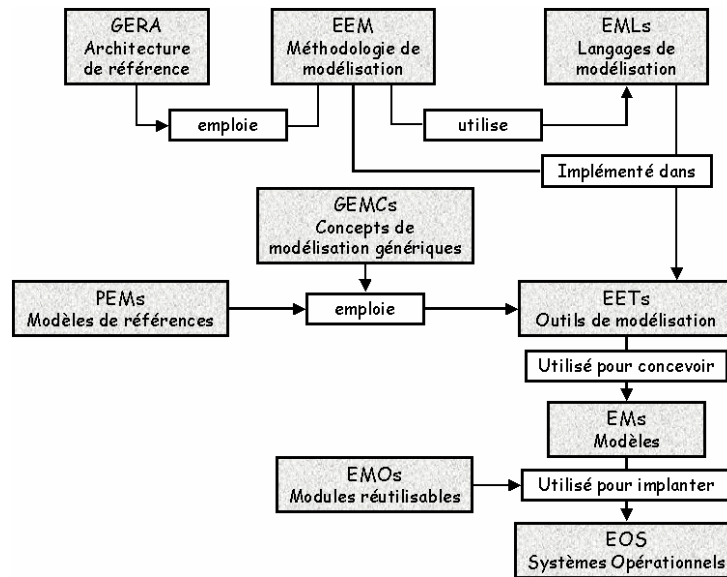 GERA
Architecture
de référence
EEM
Méthodologie de
modélisation
EMLs
Langages de
modélisation
emploie
utilise
Implémenté dans
GEMCs
Concepts de
modélisation génériques
PEMs
Modèles de références
emploie
EETs
Outils de modélisation
Utilisé pour concevoir
EMs
Modèles
EMOs
Modules réutilisables
Utilisé pour implanter
EOS
Systèmes Opérationnels